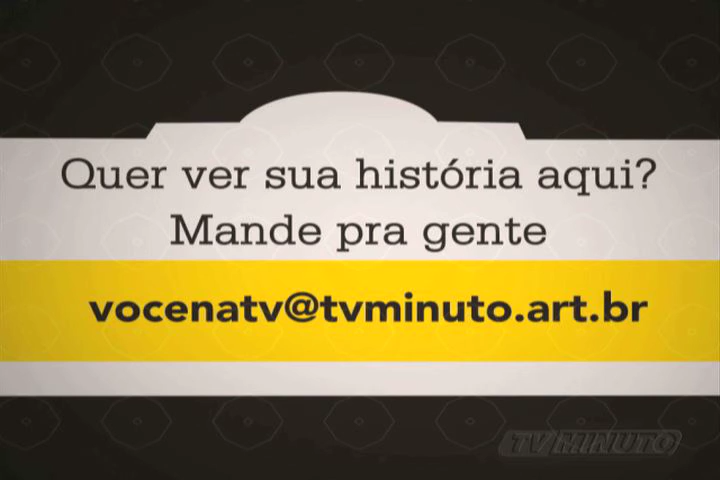 Quer ver sua história aqui?
Mande pra gente
vocenatv@tvminuto.art.br
TV MINUTO